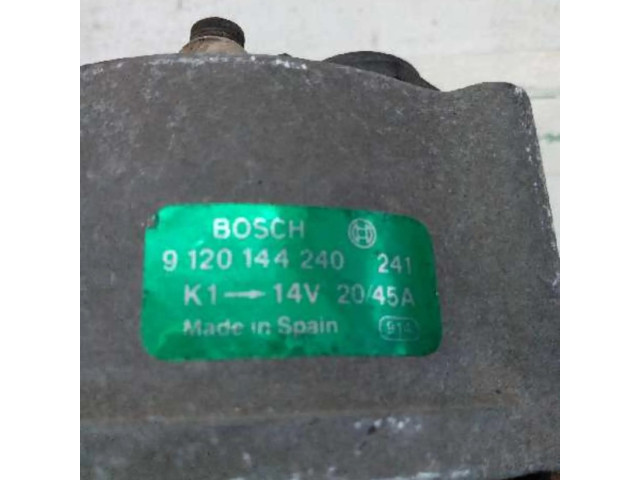 BOSCH
9 120 144 240 241
K1→14V 20/45A
Made in Spain 914